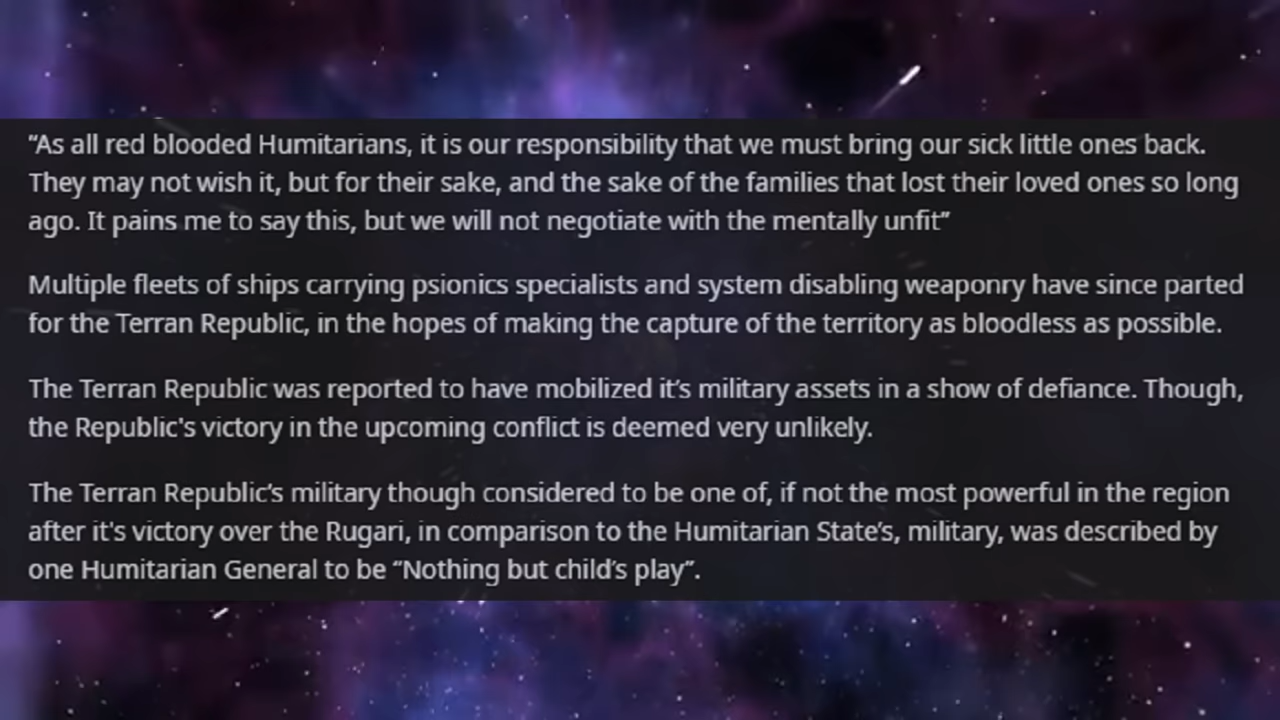 “As all red blooded Humitarians, it is our responsibility that we must bring our sick little ones back.
They may not wish it, but for their sake, and the sake of the families that lost their loved ones so long
ago. It pains me to say this, but we will not negotiate with the mentally unfit”
Multiple fleets of ships carrying psionics specialists and system disabling weaponry have since parted
for the Terran Republic, in the hopes of making the capture of the territory as bloodless as possible.
The Terran Republic was reported to have mobilized it’s military assets in a show of defiance. Though,
the Republic's victory in the upcoming conflict is deemed very unlikely.
The Terran Republic’s military though considered to be one of, if not the most powerful in the region
after it's victory over the Rugari, in comparison to the Humitarian State’s, military, was described by
one Humitarian General to be “Nothing but child’s play”.